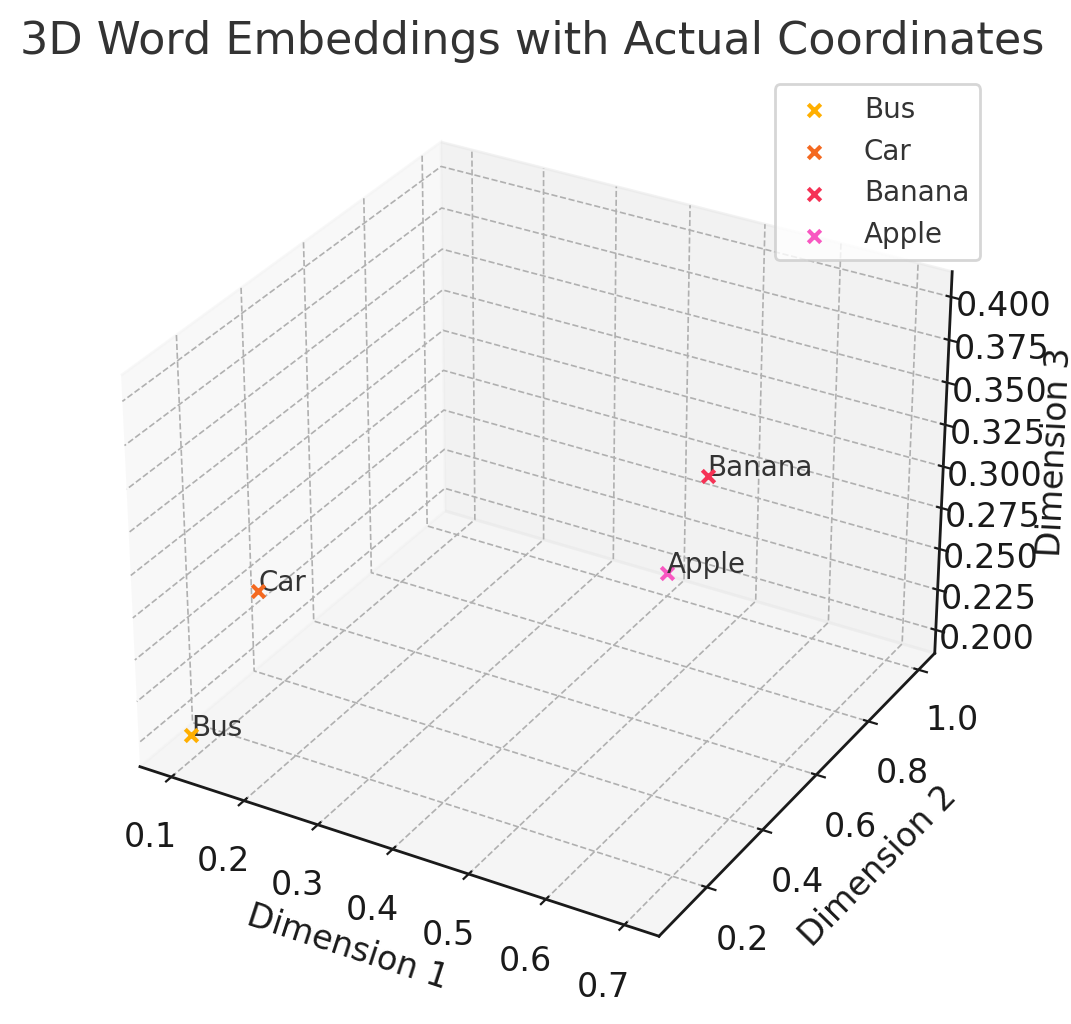 3D Word Embeddings with Actual Coordinates
Bus
Car
Banana
Apple
0.400
0.375
0.350
0.325
0.300
0.275
0.250
0.225
0.200
Dimension 3
Banana
Apple
Car
Bus
1.0
0.8
0.6
0.4
0.2
Dimension 2
0.1
0.2
0.3
0.4
0.5
0.6
0.7
Dimension 1